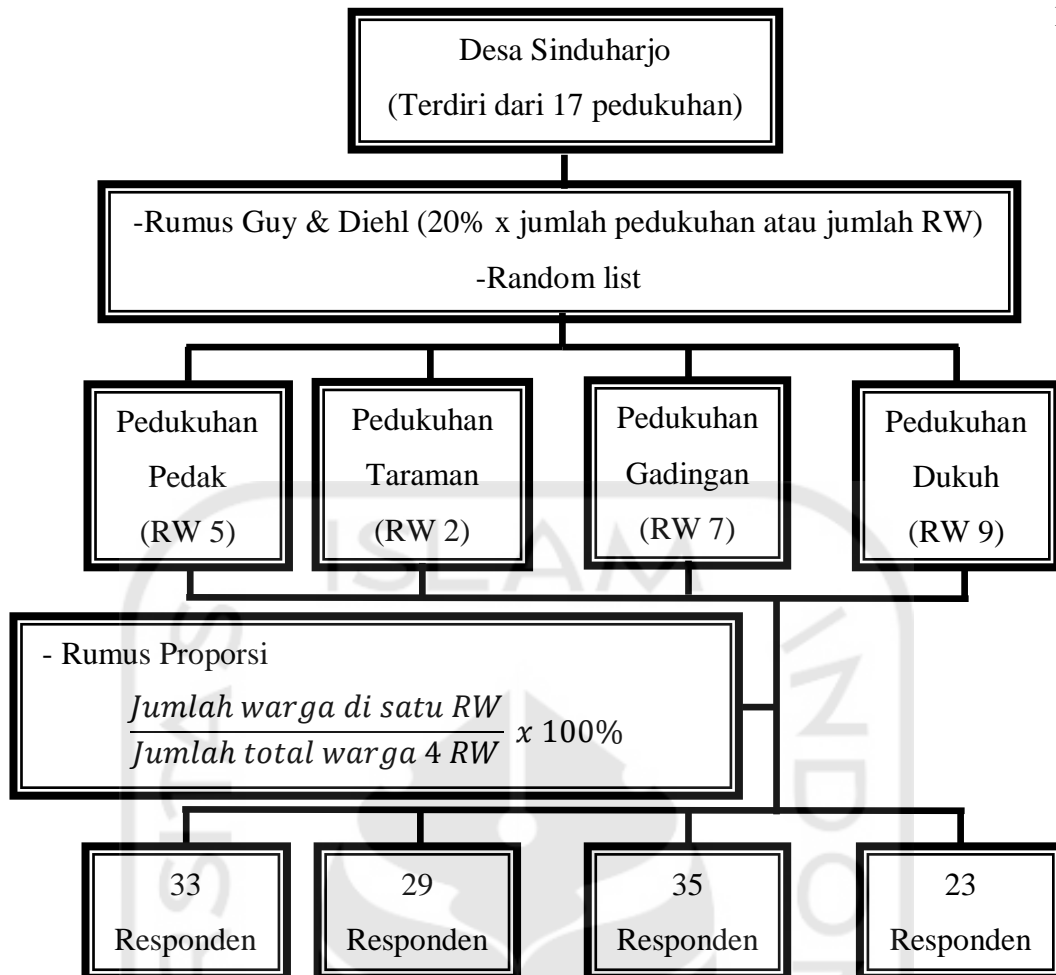 Desa Sinduharjo
(Terdiri dari 17 pedukuhan)
-Rumus Guy & Diehl (20% x jumlah pedukuhan atau jumlah RW)
-Random list
Pedukuhan
Pedak
(RW 5)
Pedukuhan
Taraman
(RW 2)
Pedukuhan
Gadingan
(RW 7)
Pedukuhan
Dukuh
(RW 9)
- Rumus Proporsi
Jumlah warga di satu RW
Jumlah total warga 4 RW x 100%
33
Responden
29
Responden
35
Responden
23
Responden
ISLAM